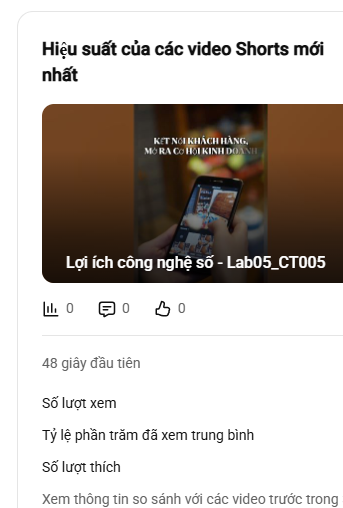 Hiệu suất của các video Shorts mới
nhất
KẾT NỐI KHÁCH HÀNG,
MỞ RA CƠ HỘI KINH DOANH
Lợi ích công nghệ số - Lab05_CT005
0 0 0
48 giây đầu tiên
Số lượt xem
Tỷ lệ phần trăm đã xem trung bình
Số lượt thích
Xem thông tin so sánh với các video trước trong